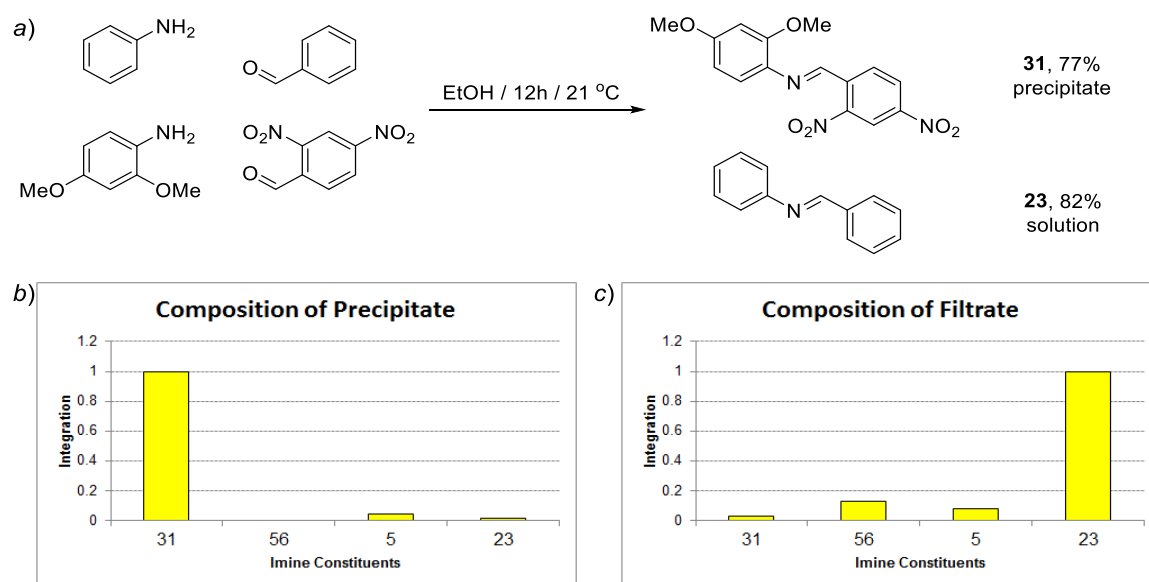 a)
NH2
O
EtOH / 12h / 21 oC
NH2
MeO
OMe
O2N
NO2
O
MeO
OMe
N
O2N
NO2
31, 77%
precipitate
N
23, 82%
solution
b)
Composition of Precipitate
Integration
1.2
1
0.8
0.6
0.4
0.2
0
31 56 5 23
Imine Constituents
c)
Composition of Filtrate
Integration
1.2
1
0.8
0.6
0.4
0.2
0
31 56 5 23
Imine Constituents